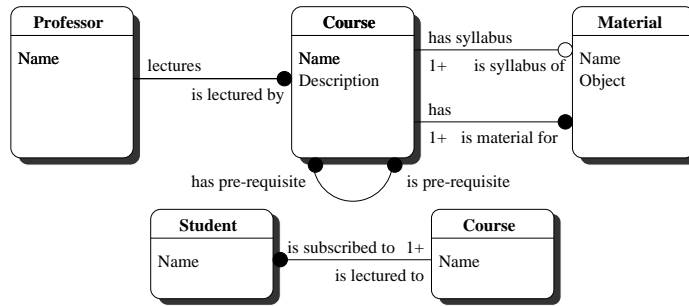 Professor
Name
lectures
is lectured by
Course
Name
Description
has syllabus
1+ is syllabus of
has
1+ is material for
Material
Name
Object
has pre-requisite
is pre-requisite
Student
Name
is subscribed to 1+
is lectured to
Course
Name